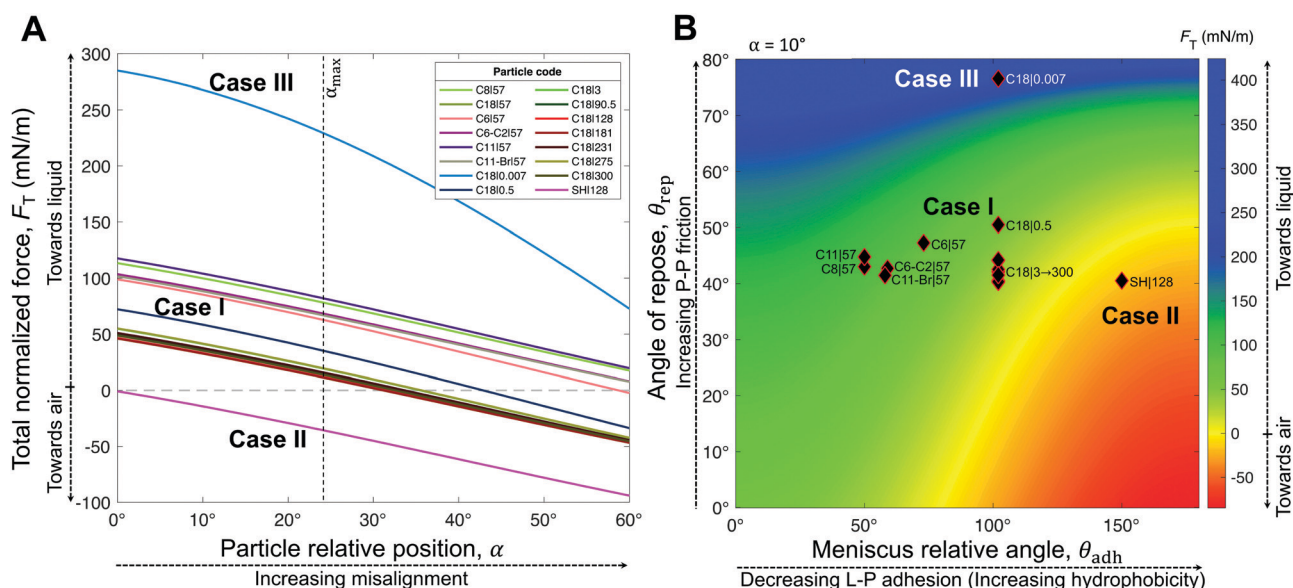 A
Total normalized force, F_T (mN/m)
Towards liquid
Towards air
300
250
200
150
100
50
0
-50
-100
0°
10°
20°
30°
40°
50°
60°
Particle relative position, α
Increasing misalignment
Case III
Case I
Case II
α_max
Particle code
C8|57
C18|57
C6|57
C6-C2|57
C11|57
C11-Br|57
C18|0.007
C18|0.5
C18|3
C18|90.5
C18|128
C18|181
C18|231
C18|275
C18|300
SH|128
B
α = 10°
Angle of repose, θ_rep
Increasing P-P friction
80°
70°
60°
50°
40°
30°
20°
10°
0°
0°
50°
100°
150°
Meniscus relative angle, θ_adh
Decreasing L-P adhesion (Increasing hydrophobicity)
Case III
C18|0.007
Case I
C18|0.5
C11|57
C8|57
C6|57
C6-C2|57
C11-Br|57
C18|3→300
SH|128
Case II
F_T (mN/m)
400
350
300
250
200
150
100
50
0
-50
Towards liquid
Towards air